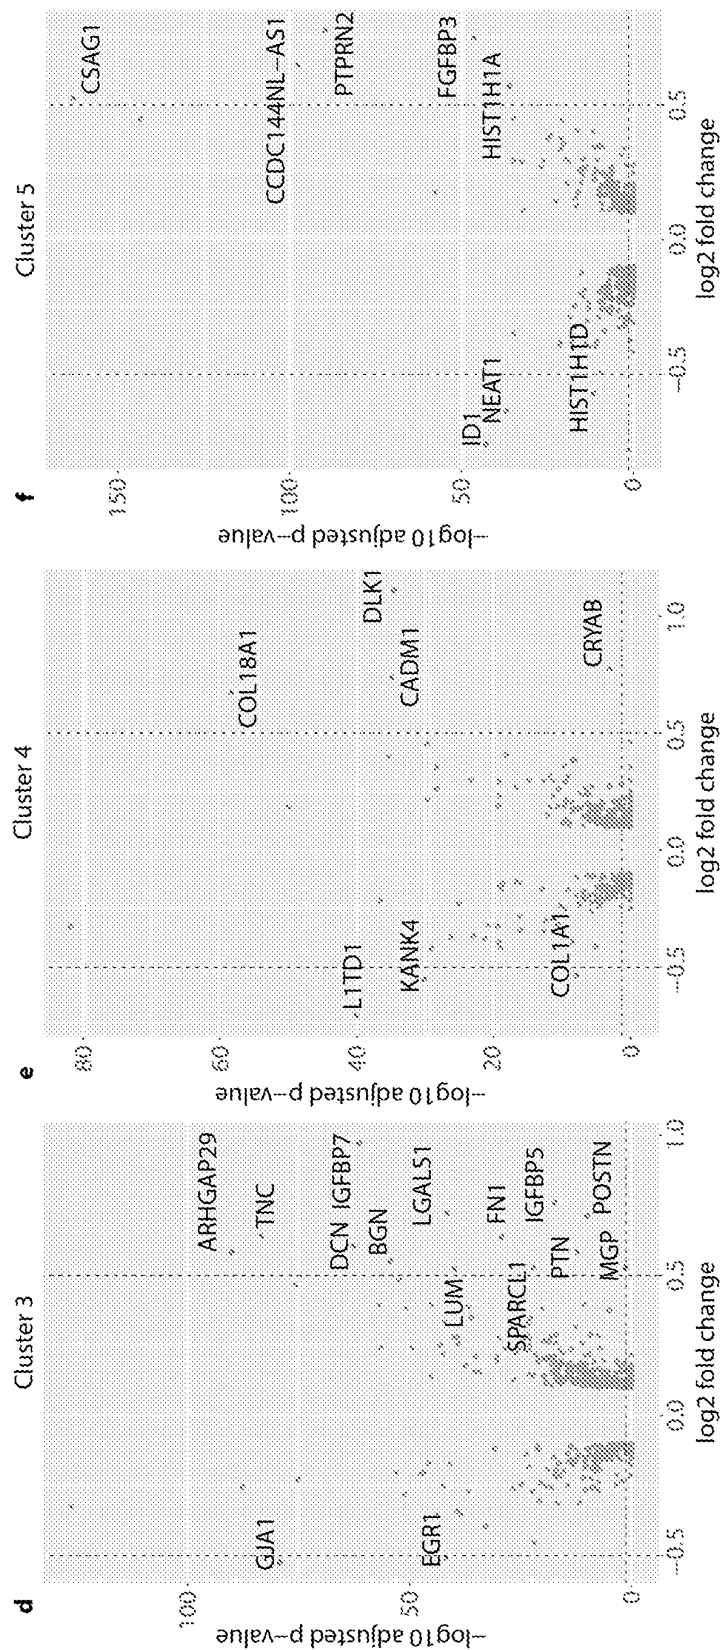 d
Cluster 3
−log10 adjusted p−value
100
50
0
GJA1
EGR1
ARHGAP29
TNC
DCN
IGFBP7
BGN
LGALS1
LUM
FN1
SPARCL1
IGFBP5
PTN
MGP
POSTN
−0.5
0.0
0.5
1.0
log2 fold change
e
Cluster 4
−log10 adjusted p−value
80
60
40
20
0
L1TD1
KANK4
COL1A1
COL18A1
DLK1
CADM1
CRYAB
−0.5
0.0
0.5
1.0
log2 fold change
f
Cluster 5
−log10 adjusted p−value
150
100
50
0
ID1
NEAT1
HIST1H1D
CSAG1
CCDC144NL−AS1
PTPRN2
FGFBP3
HIST1H1A
−0.5
0.0
0.5
log2 fold change